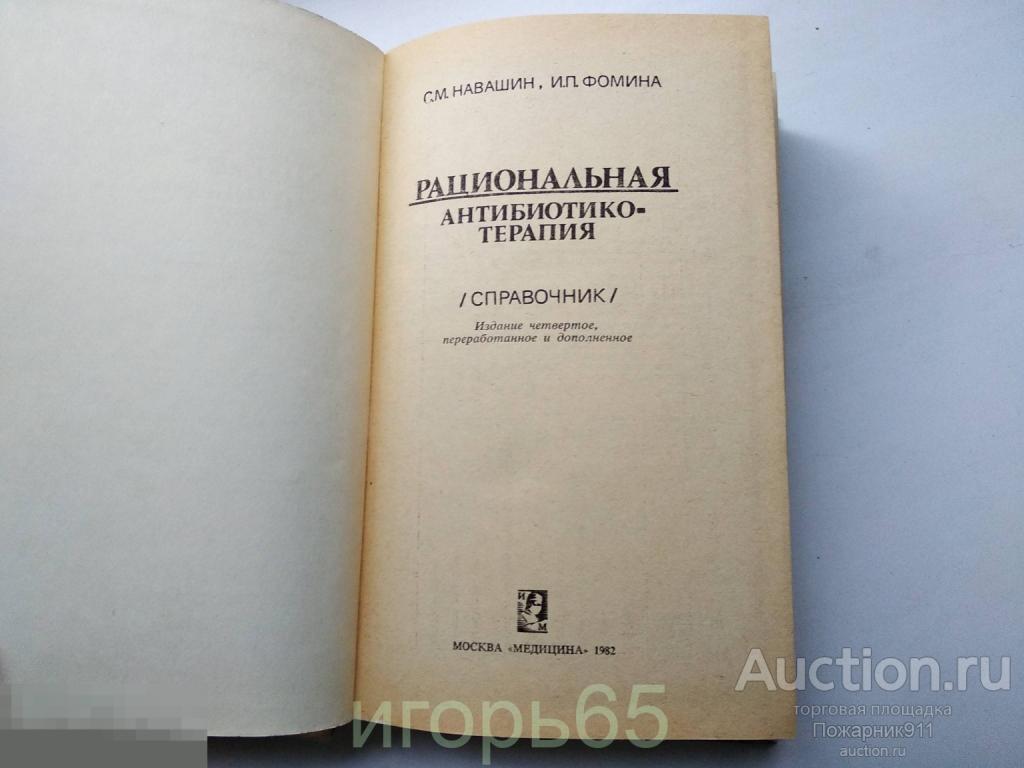 С.М. НАВАШИН, И.П. ФОМИНА
РАЦИОНАЛЬНАЯ
АНТИБИОТИКО-
ТЕРАПИЯ
/СПРАВОЧНИК/
Издание четвертое,
переработанное и дополненное
И
М
МОСКВА «МЕДИЦИНА» 1982
Auction.ru
торговая площадка
Пожарник911
auction.ru
игорь65